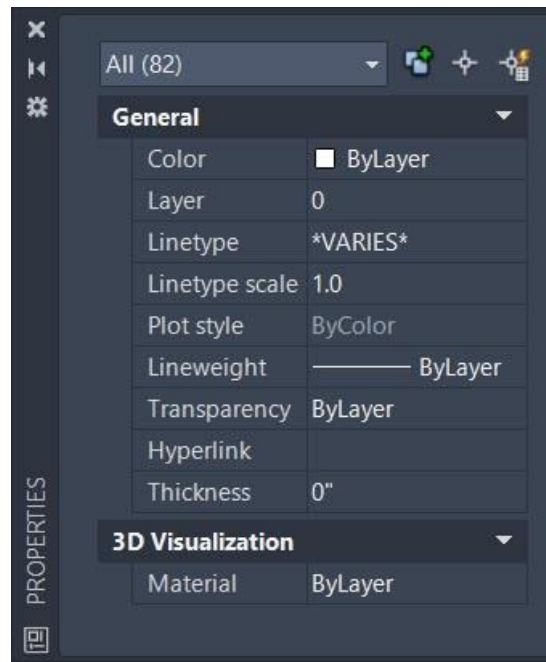 All (82)
General
Color ByLayer
Layer 0
Linetype *VARIES*
Linetype scale 1.0
Plot style ByColor
Lineweight ByLayer
Transparency ByLayer
Hyperlink
Thickness 0"
3D Visualization
Material ByLayer
PROPERTIES